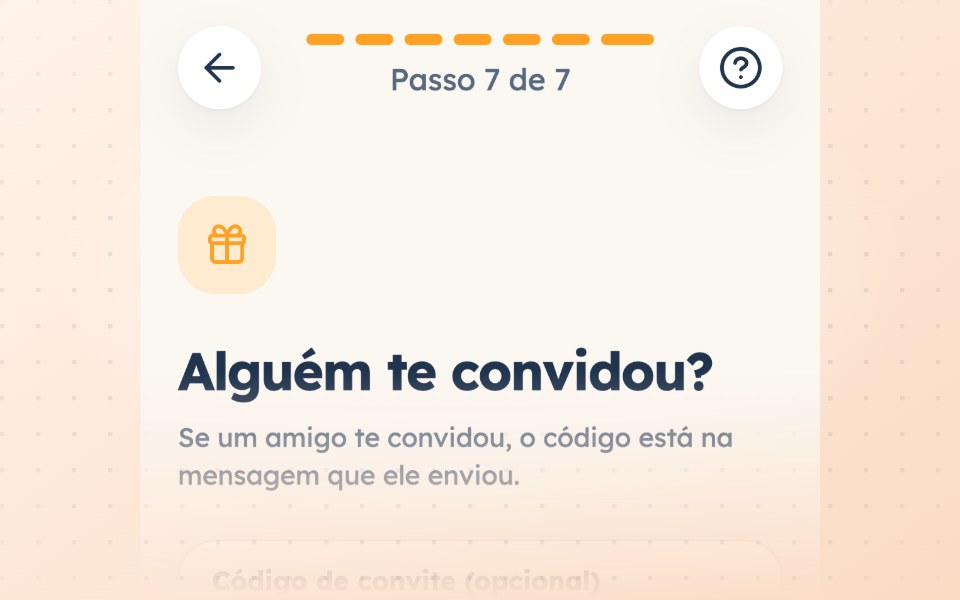 Passo 7 de 7
Alguém te convidou?
Se um amigo te convidou, o código está na
mensagem que ele enviou.
Código de convite (opcional)